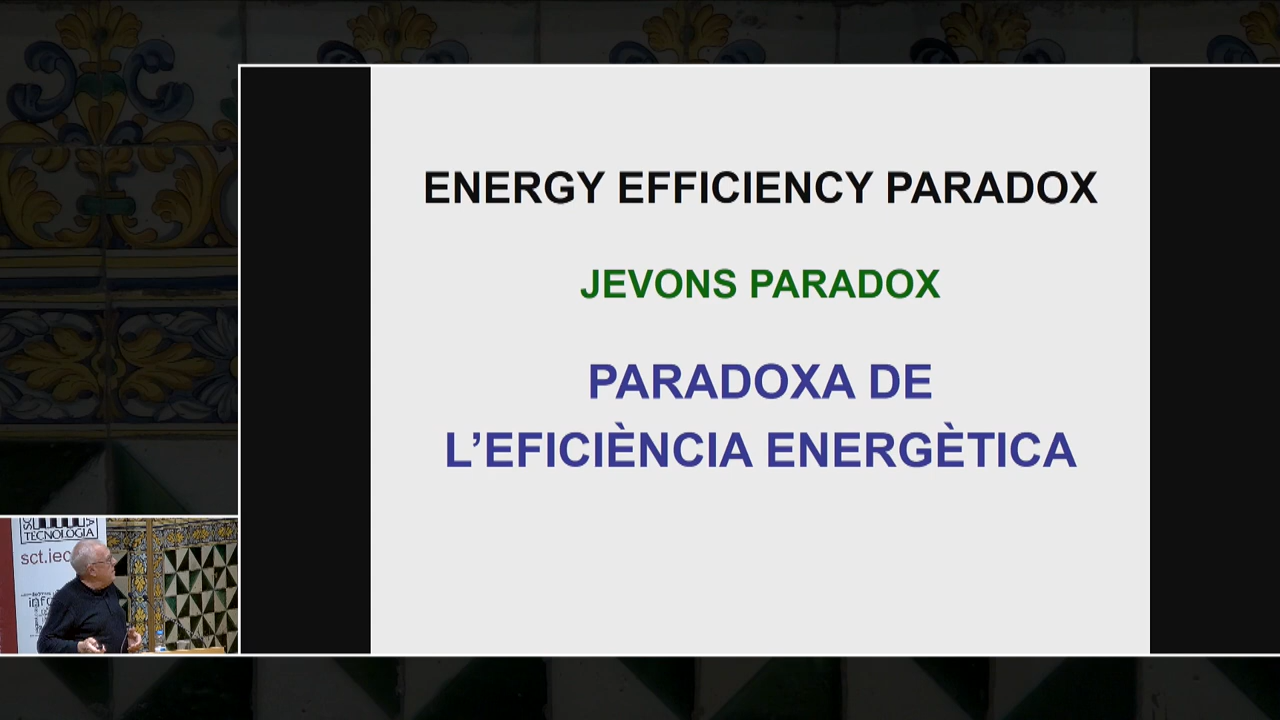 ENERGY EFFICIENCY PARADOX
JEVONS PARADOX
PARADOXA DE
L'EFICIÈNCIA ENERGÈTICA
TECNOLOGIA
sct.iec